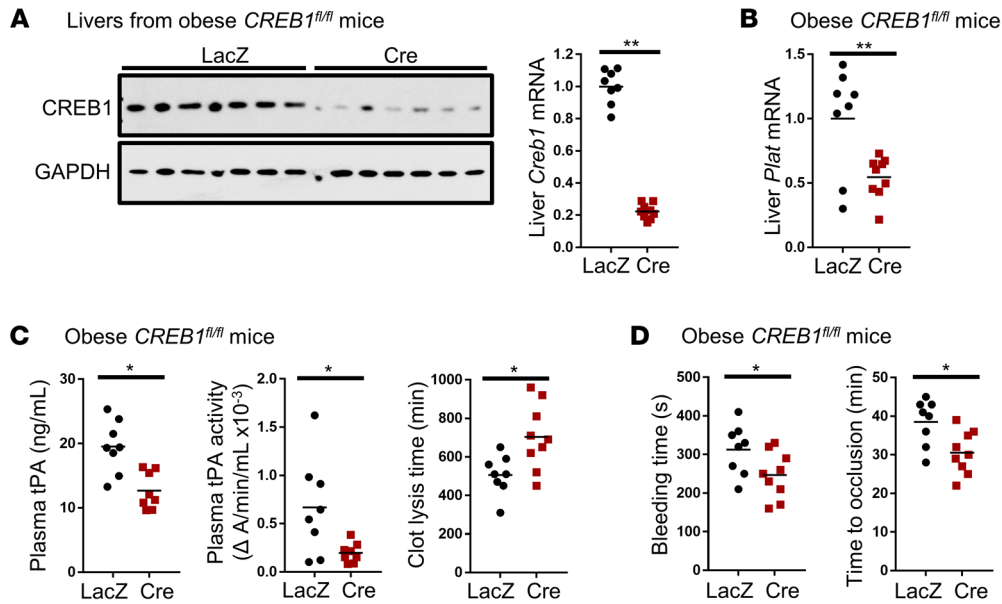 A Livers from obese CREB1fl/fl mice
LacZ Cre
CREB1
GAPDH
Liver Creb1 mRNA
1.2
1.0
0.8
0.6
0.4
0.2
0.0
**
LacZ Cre
B Obese CREB1fl/fl mice
Liver Plat mRNA
1.5
1.0
0.5
0.0
**
LacZ Cre
C Obese CREB1fl/fl mice
Plasma tPA (ng/mL)
30
20
10
0
*
LacZ Cre
Plasma tPA activity
(Δ A/min/mL x10-3)
2.0
1.5
1.0
0.5
0.0
*
LacZ Cre
Clot lysis time (min)
1000
800
600
400
200
0
*
LacZ Cre
D Obese CREB1fl/fl mice
Bleeding time (s)
500
400
300
200
100
0
*
LacZ Cre
Time to occlusion (min)
50
40
30
20
10
0
*
LacZ Cre